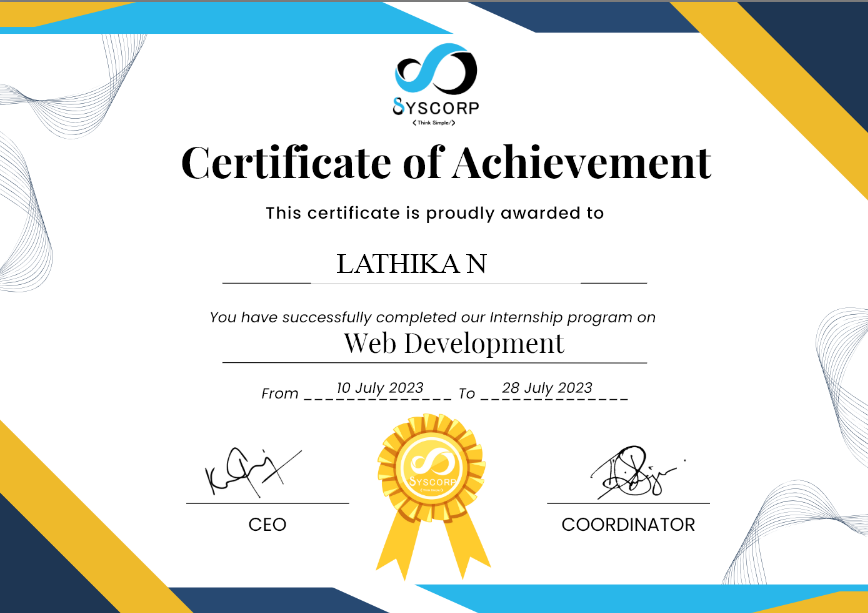 SYSCORP
<Think Simple/>
Certificate of Achievement
This certificate is proudly awarded to
LATHIKA N
You have successfully completed our Internship program on
Web Development
From 10 July 2023 To 28 July 2023
SYSCORP
CEO
COORDINATOR